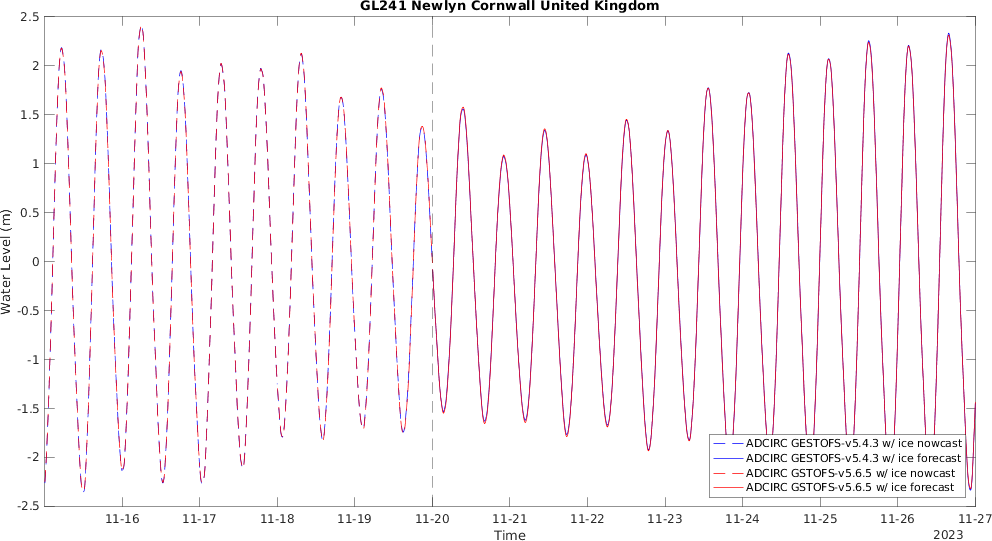 GL241 Newlyn Cornwall United Kingdom
2.5
2
1.5
1
0.5
0
-0.5
-1
-1.5
-2
-2.5
Water Level (m)
ADCIRC GESTOFS-v5.4.3 w/ ice nowcast
ADCIRC GESTOFS-v5.4.3 w/ ice forecast
ADCIRC GSTOFS-v5.6.5 w/ ice nowcast
ADCIRC GSTOFS-v5.6.5 w/ ice forecast
11-16 11-17 11-18 11-19 11-20 11-21 11-22 11-23 11-24 11-25 11-26 11-27
Time
2023